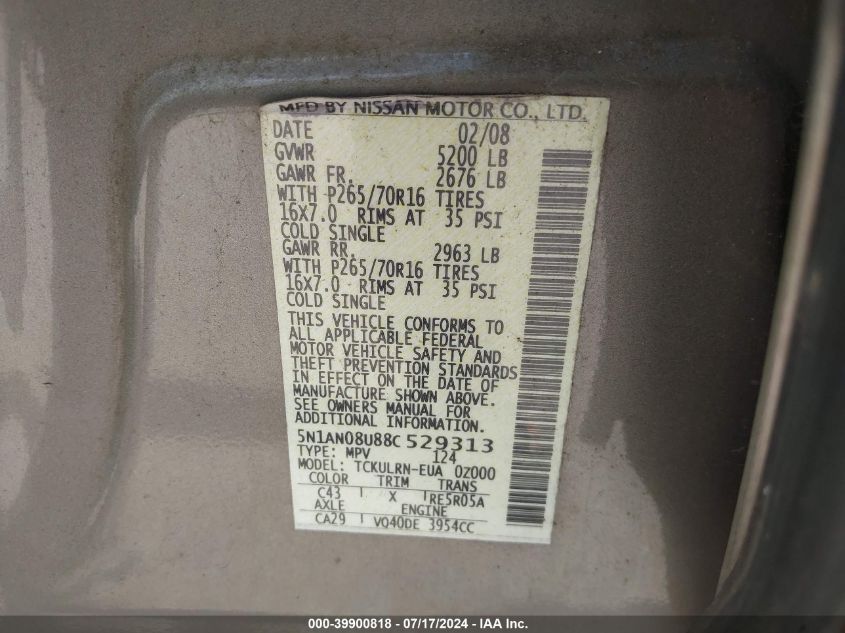 MFD BY NISSAN MOTOR CO., LTD.
DATE 02/08
GVWR 5200 LB
GAWR FR. 2676 LB
WITH P265/70R16 TIRES
16X7.0 RIMS AT 35 PSI
COLD SINGLE
GAWR RR. 2963 LB
WITH P265/70R16 TIRES
16X7.0 RIMS AT 35 PSI
COLD SINGLE
THIS VEHICLE CONFORMS TO
ALL APPLICABLE FEDERAL
MOTOR VEHICLE SAFETY AND
THEFT PREVENTION STANDARDS
IN EFFECT ON THE DATE OF
MANUFACTURE SHOWN ABOVE.
SEE OWNERS MANUAL FOR
ADDITIONAL INFORMATION.
5N1AN08U88C529313
TYPE: MPV 124
MODEL: TCKULRN-EUA 0Z000
COLOR TRIM TRANS
C43 X RE5R05A
AXLE ENGINE
CA29 VQ40DE 3954CC
000-39900818 - 07/17/2024 - IAA Inc.